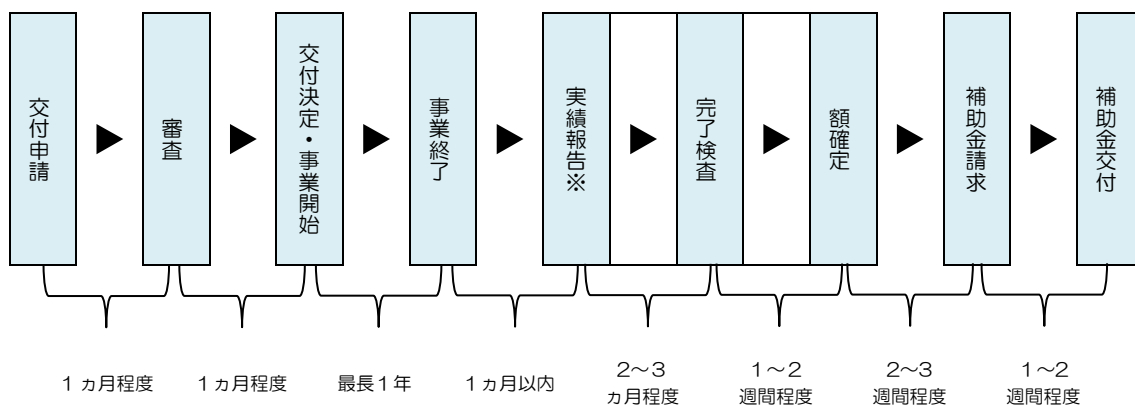 交付申請
審査
交付決定・事業開始
事業終了
実績報告※
完了検査
額確定
補助金請求
補助金交付
１ヵ月程度
１ヵ月程度
最長１年
１ヵ月以内
2～3
ヵ月程度
1～2
週間程度
2～3
週間程度
1～2
週間程度